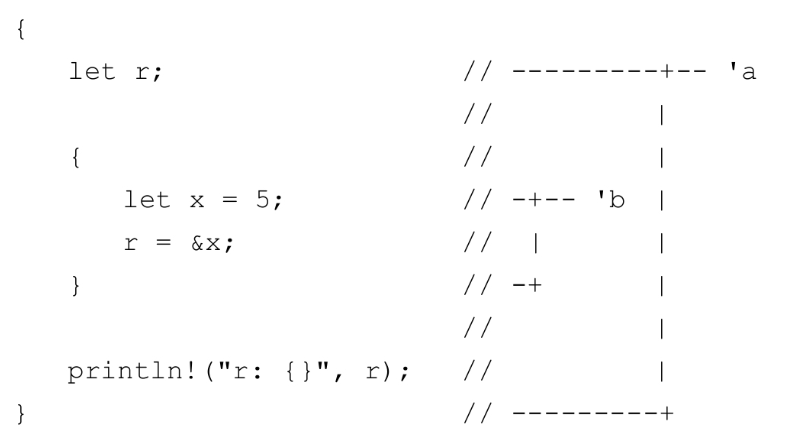 {
    let r;                // ---------+-- 'a
                          //          |
    {                     //          |
        let x = 5;        // -+-- 'b  |
        r = &x;           //  |       |
    }                     // -+       |
                          //          |
    println!("r: {}", r); //          |
}                         // ---------+